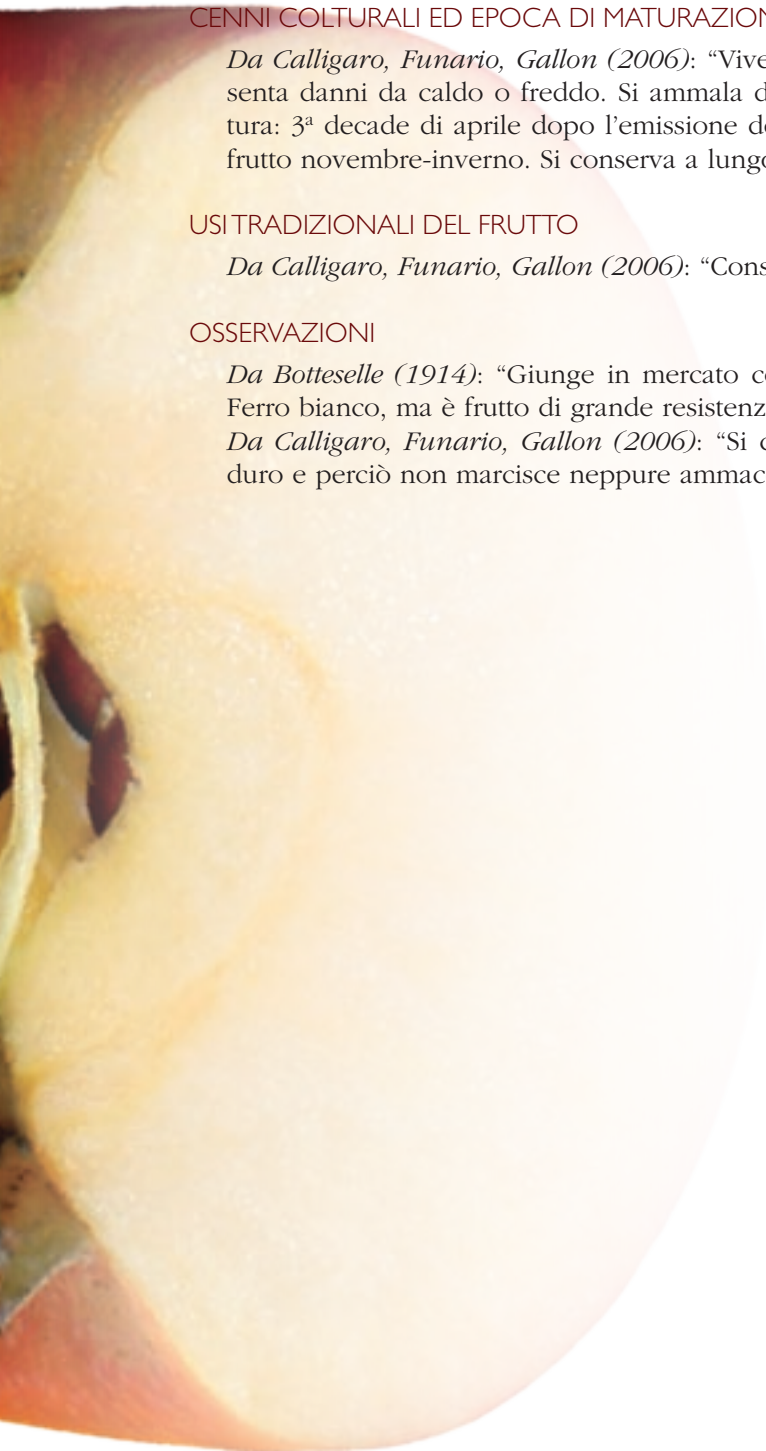 CENNI COLTURALI ED EPOCA DI MATURAZION
Da Calligaro, Funario, Gallon (2006): “Vive
senta danni da caldo o freddo. Si ammala d
tura: 3ª decade di aprile dopo l’emissione de
frutto novembre-inverno. Si conserva a lungo
USI TRADIZIONALI DEL FRUTTO
Da Calligaro, Funario, Gallon (2006): “Cons
OSSERVAZIONI
Da Botteselle (1914): “Giunge in mercato co
Ferro bianco, ma è frutto di grande resistenz
Da Calligaro, Funario, Gallon (2006): “Si c
duro e perciò non marcisce neppure ammac